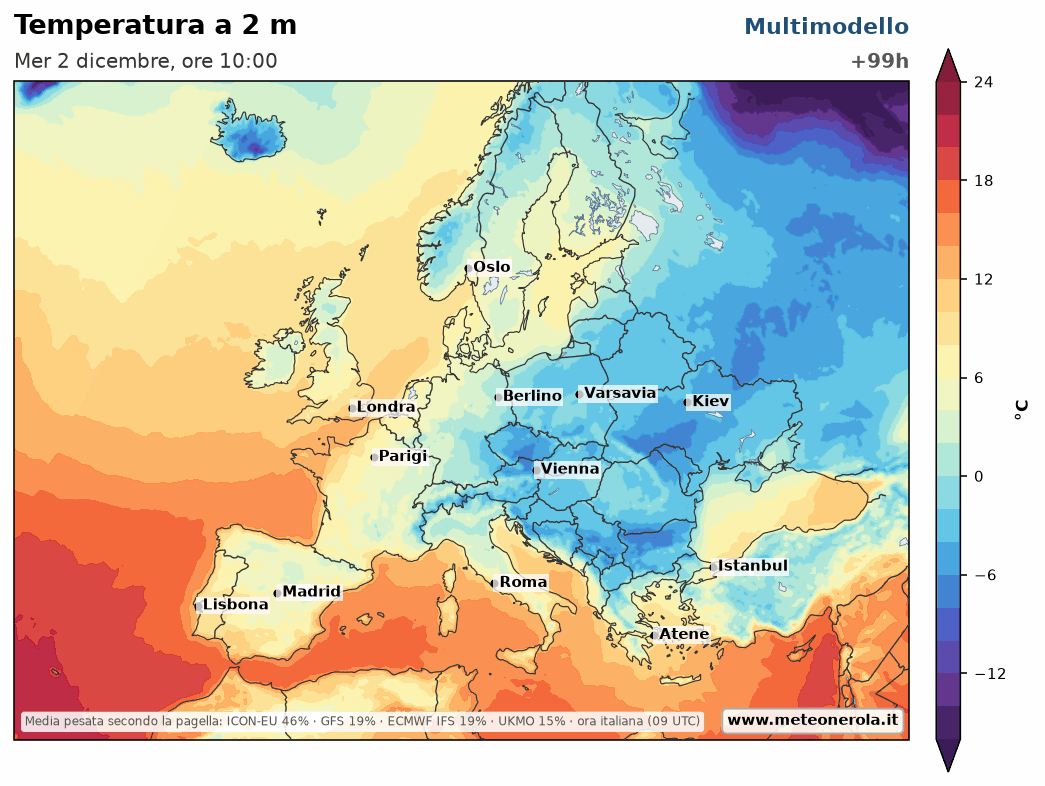 Temperatura a 2 m
Multimodello
Mer 2 dicembre, ore 10:00
+99h
24
18
12
6
0
−6
−12
°C
Oslo
Berlino
Varsavia
Kiev
Londra
Parigi
Vienna
Istanbul
Roma
Madrid
Lisbona
Atene
Media pesata secondo la pagella: ICON-EU 46% · GFS 19% · ECMWF IFS 19% · UKMO 15% · ora italiana (09 UTC)
www.meteonerola.it